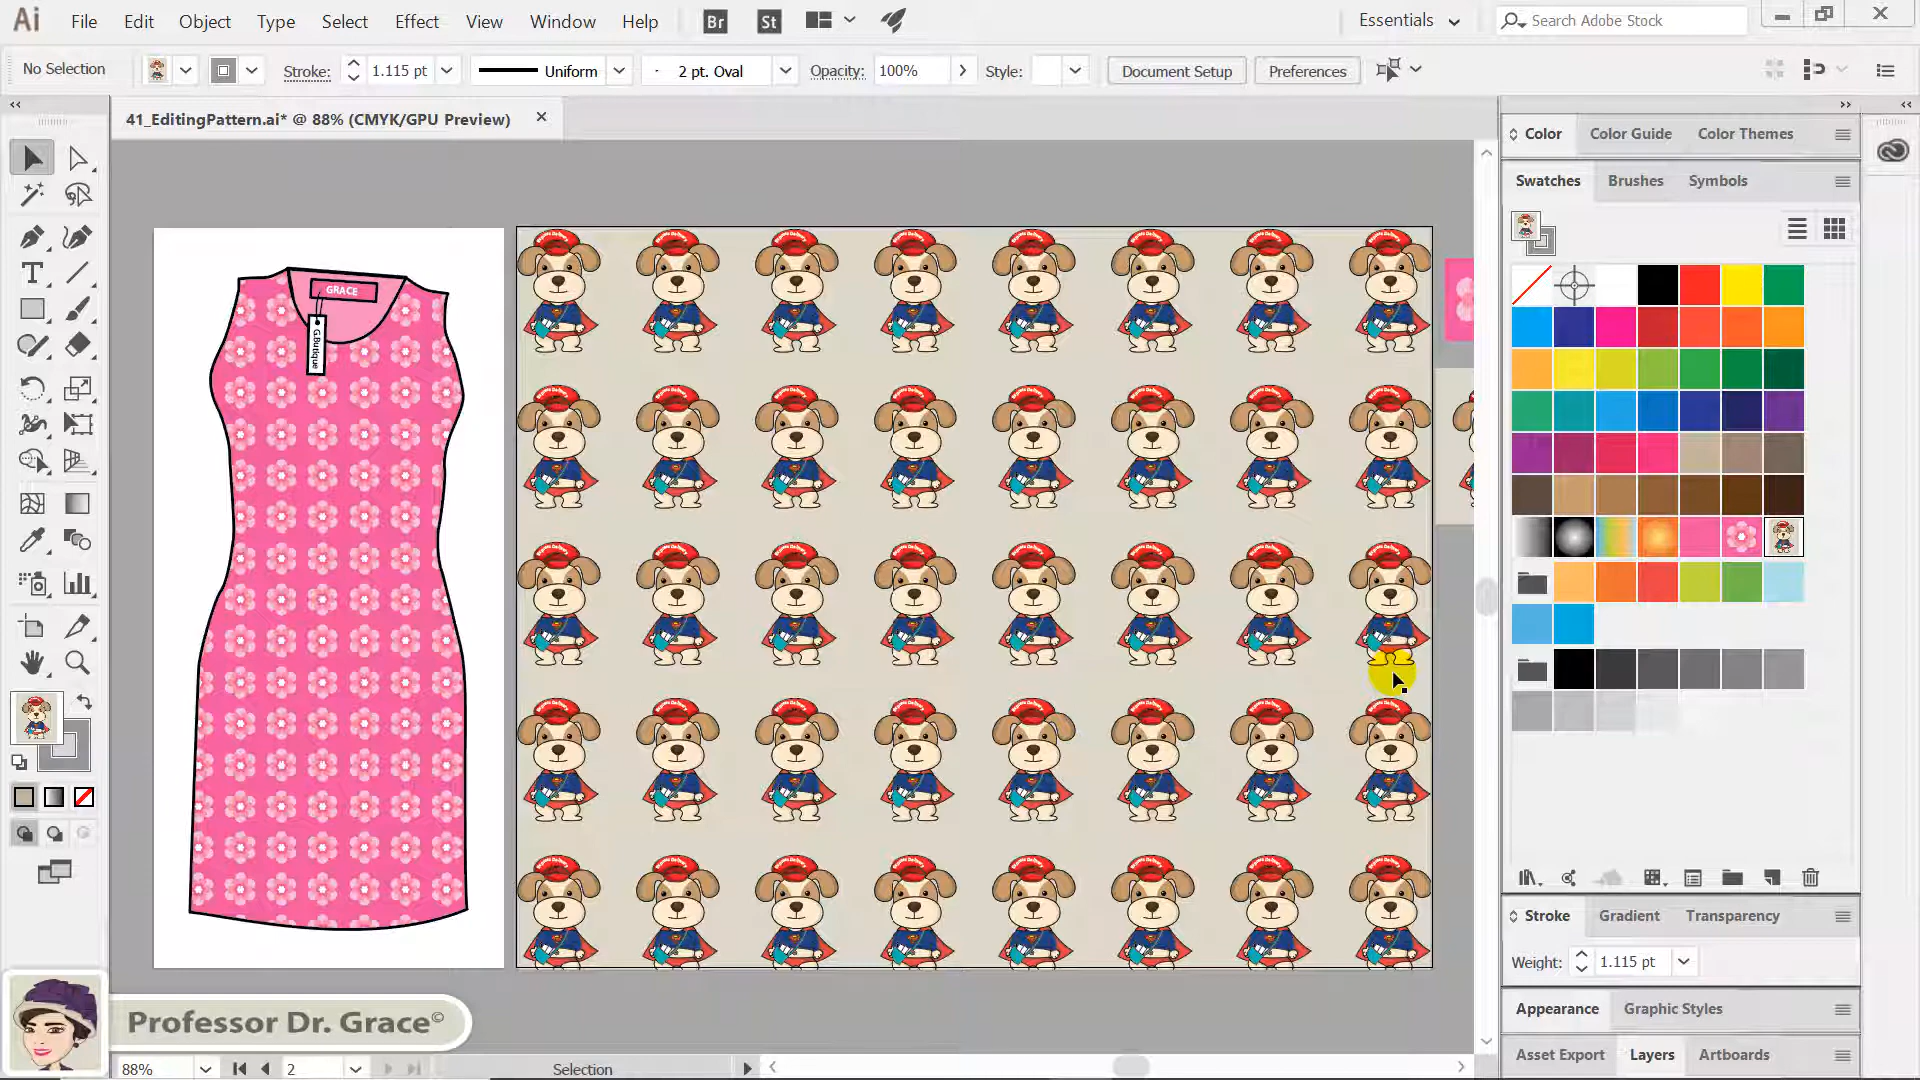 Ai File Edit Object Type Select Effect View Window Help Br St Essentials Search Adobe Stock
No Selection Stroke: 1.115 pt Uniform 2 pt. Oval Opacity: 100% Style: Document Setup Preferences
41_EditingPattern.ai* @ 88% (CMYK/GPU Preview)
Color Color Guide Color Themes
Swatches Brushes Symbols
GRACE
G.Butique
Stroke Gradient Transparency
Weight: 1.115 pt
Appearance Graphic Styles
Professor Dr. Grace©
Asset Export Layers Artboards
88% 2 Selection